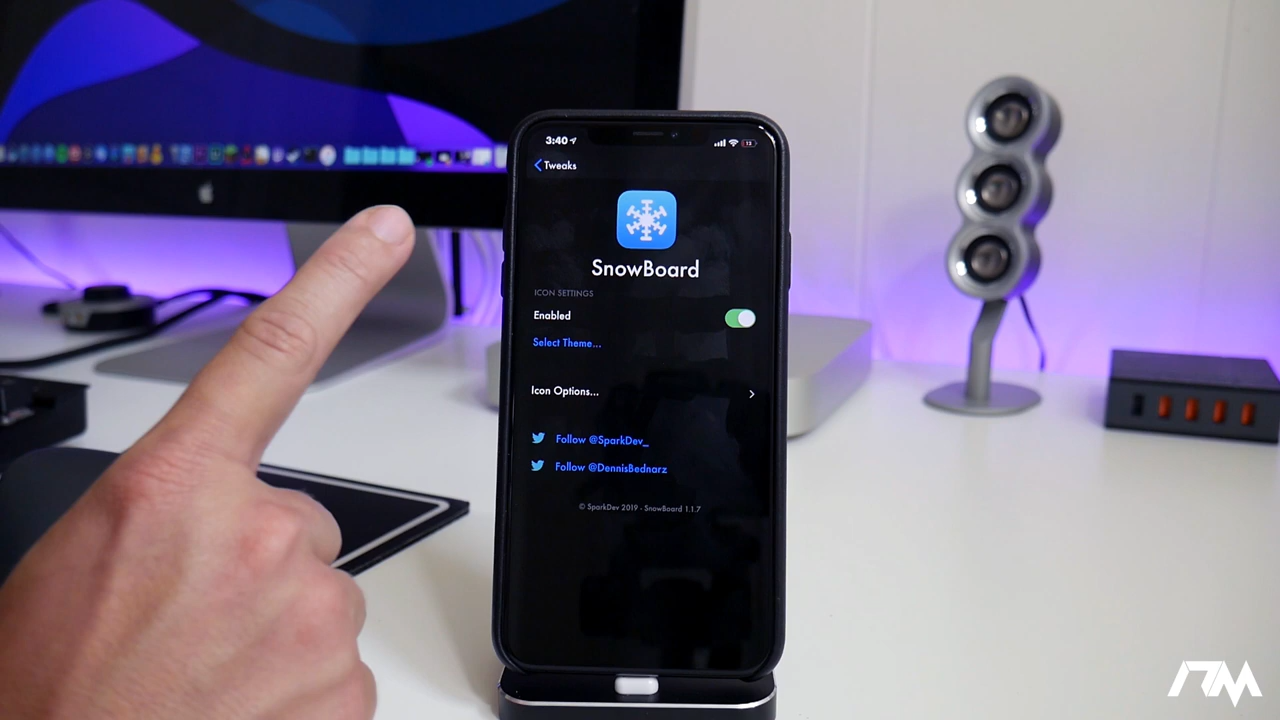 3:40
13
Tweaks
SnowBoard
ICON SETTINGS
Enabled
Select Theme...
Icon Options...
Follow @SparkDev_
Follow @DennisBednarz
© SparkDev 2019 - SnowBoard 1.1.7